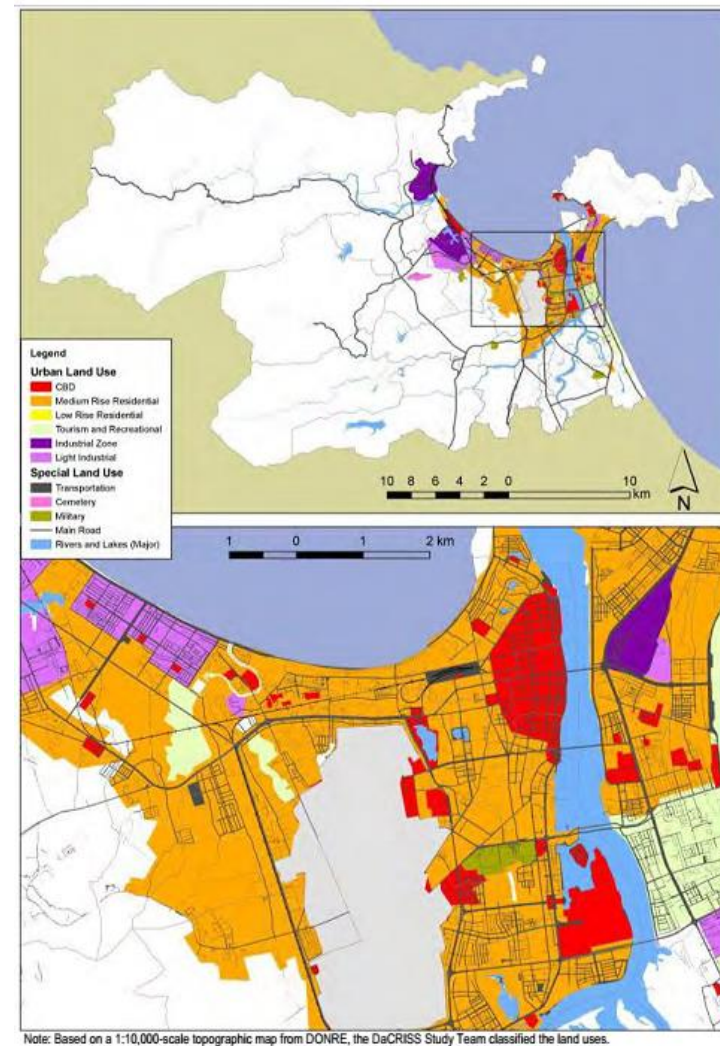 Legend
Urban Land Use
CBD
Medium Rise Residential
Low Rise Residential
Tourism and Recreational
Industrial Zone
Light Industrial
Special Land Use
Transportation
Cemetery
Military
Main Road
Rivers and Lakes (Major)
10 8 6 4 2 0 10
km
N
1 0 1 2 km
Note: Based on a 1:10,000-scale topographic map from DONRE, the DaCRISS Study Team classified the land uses.